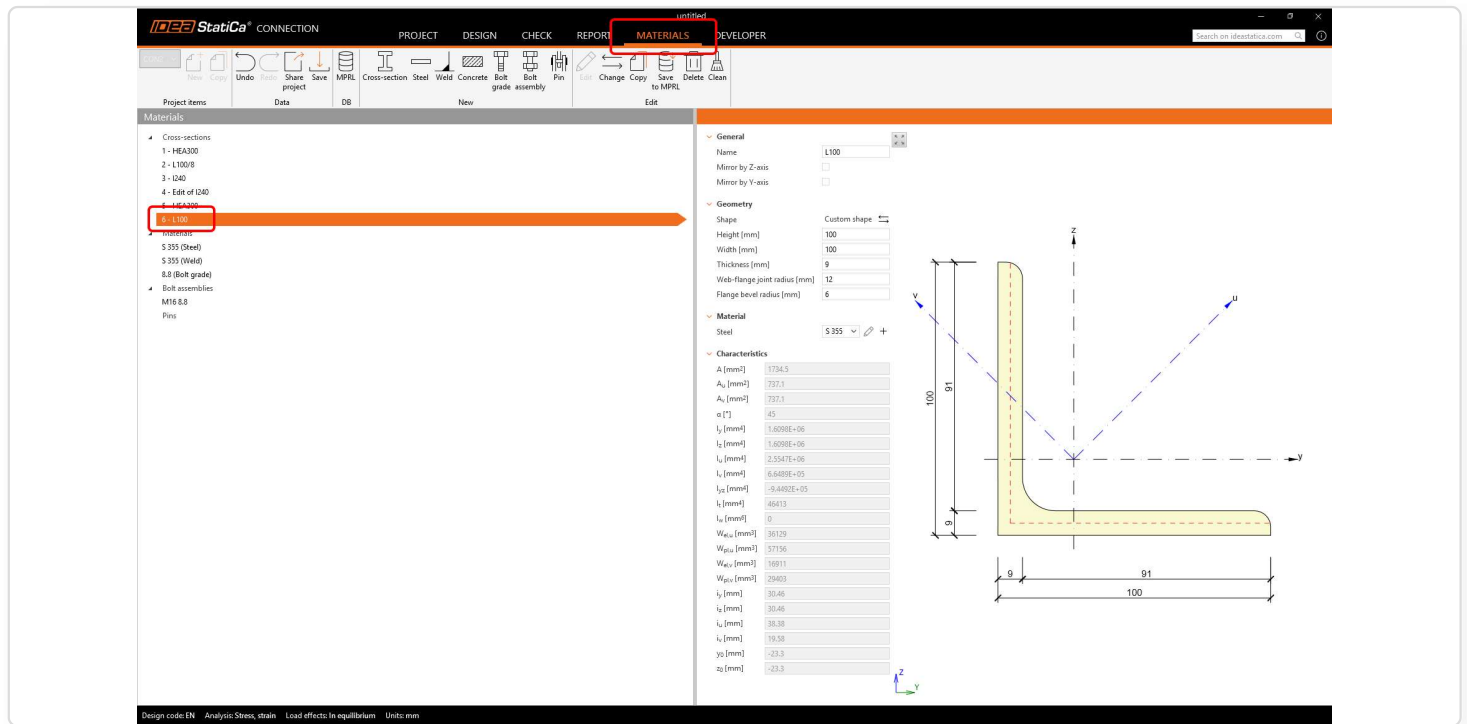 untitled
IDEA StatiCa® CONNECTION
PROJECT DESIGN CHECK REPORT MATERIALS DEVELOPER
Search on ideastatica.com
New Copy Undo Redo Share project Save MPRL Cross-section Steel Weld Concrete Bolt grade Bolt assembly Pin Edit Change Copy Save to MPRL Delete Clean
Project items Data DB New Edit
Materials
Cross-sections
1 - HEA300
2 - L100/8
3 - I240
4 - Edit of I240
5 - HEA300
6 - L100
Materials
S 355 (Steel)
S 355 (Weld)
8.8 (Bolt grade)
Bolt assemblies
M16 8.8
Pins
General
Name L100
Mirror by Z-axis
Mirror by Y-axis
Geometry
Shape Custom shape
Height [mm] 100
Width [mm] 100
Thickness [mm] 9
Web-flange joint radius [mm] 12
Flange bevel radius [mm] 6
Material
Steel S 355
Characteristics
A [mm²] 1734.5
Au [mm²] 737.1
Av [mm²] 737.1
α [°] 45
Iy [mm⁴] 1.6098E+06
Iz [mm⁴] 1.6098E+06
Iu [mm⁴] 2.5547E+06
Iv [mm⁴] 6.6489E+05
Iyz [mm⁴] -9.4492E+05
It [mm⁴] 46413
Iw [mm⁶] 0
Wel,u [mm³] 36129
Wpl,u [mm³] 57156
Wel,v [mm³] 16911
Wpl,v [mm³] 29403
iy [mm] 30.46
iz [mm] 30.46
iu [mm] 38.38
iv [mm] 19.58
y0 [mm] -23.3
z0 [mm] -23.3
z
v
u
y
100
91
9
9
91
100
Z
Y
Design code: EN Analysis: Stress, strain Load effects: In equilibrium Units: mm